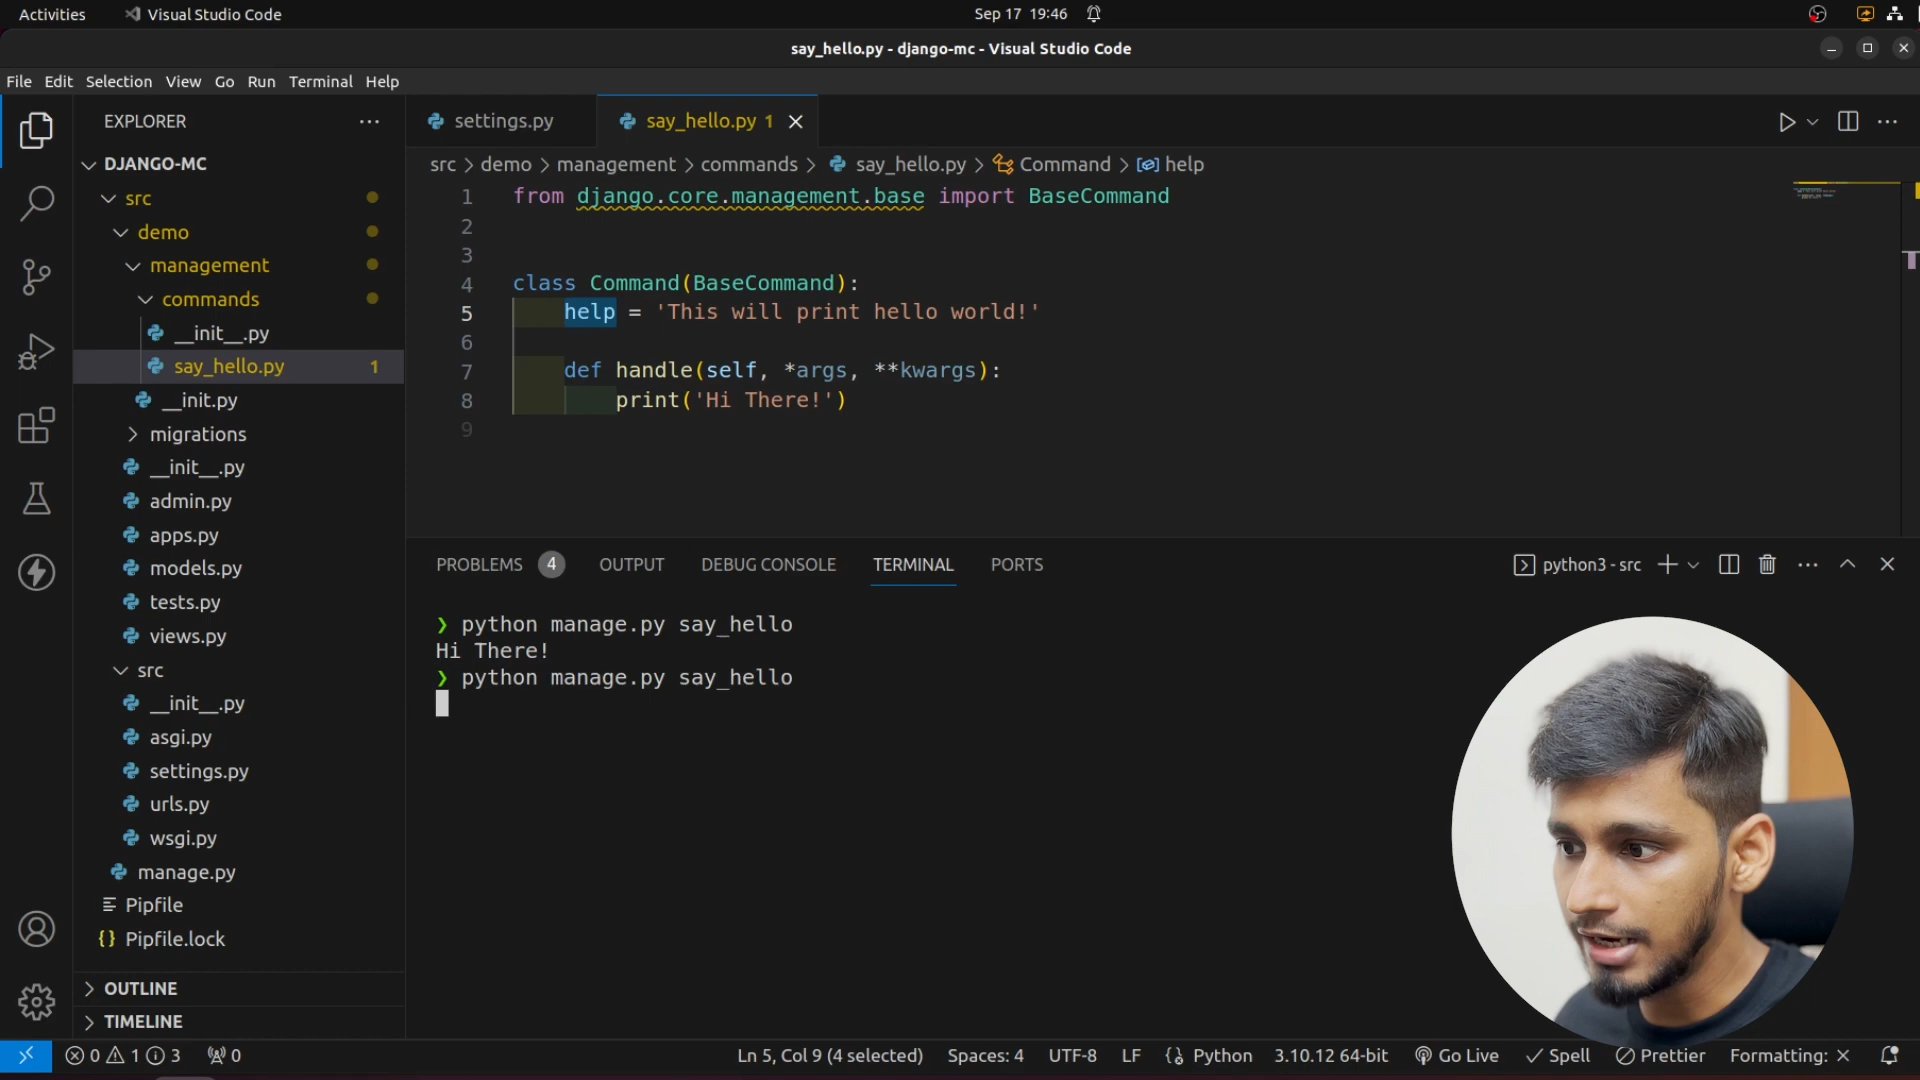 Activities
Visual Studio Code
Sep 17 19:46
say_hello.py - django-mc - Visual Studio Code
File Edit Selection View Go Run Terminal Help
EXPLORER
DJANGO-MC
src
demo
management
commands
__init__.py
say_hello.py 1
__init.py
migrations
__init__.py
admin.py
apps.py
models.py
tests.py
views.py
src
__init__.py
asgi.py
settings.py
urls.py
wsgi.py
manage.py
Pipfile
{} Pipfile.lock
OUTLINE
TIMELINE
settings.py
say_hello.py 1
src > demo > management > commands > say_hello.py > Command > help
1 from django.core.management.base import BaseCommand
2
3
4 class Command(BaseCommand):
5 help = 'This will print hello world!'
6
7 def handle(self, *args, **kwargs):
8 print('Hi There!')
9
PROBLEMS 4 OUTPUT DEBUG CONSOLE TERMINAL PORTS
python3 - src
❯ python manage.py say_hello
Hi There!
❯ python manage.py say_hello
0 1 3 0
Ln 5, Col 9 (4 selected) Spaces: 4 UTF-8 LF Python 3.10.12 64-bit Go Live Spell Prettier Formatting: ×